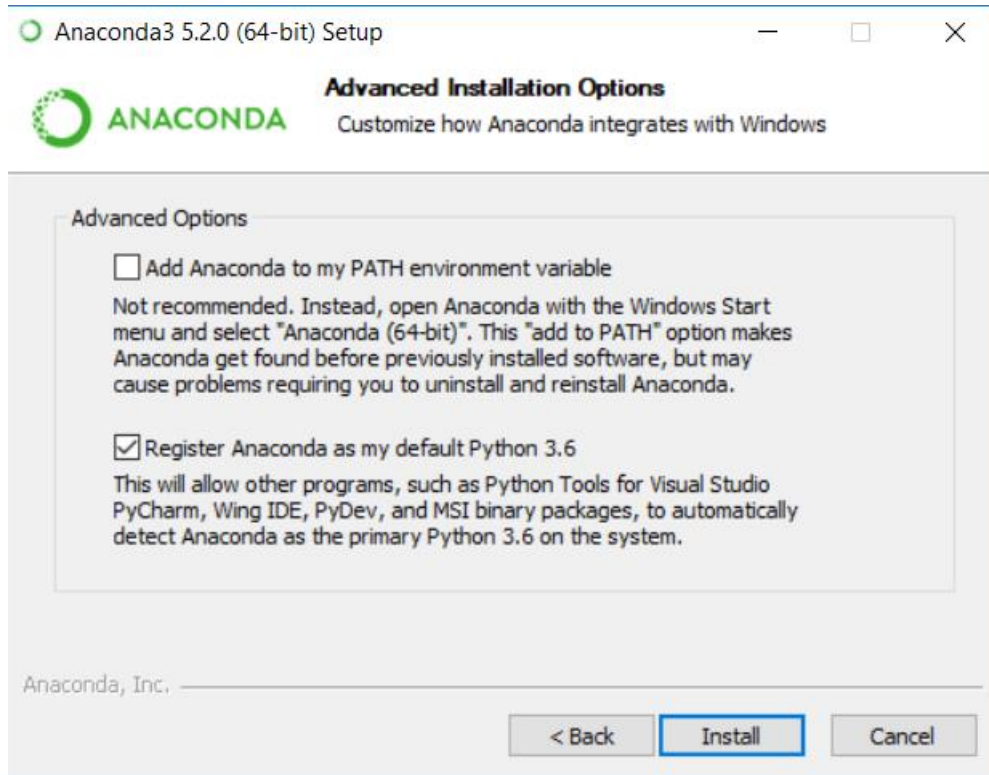 Anaconda3 5.2.0 (64-bit) Setup
ANACONDA
Advanced Installation Options
Customize how Anaconda integrates with Windows
Advanced Options
Add Anaconda to my PATH environment variable
Not recommended. Instead, open Anaconda with the Windows Start
menu and select "Anaconda (64-bit)". This "add to PATH" option makes
Anaconda get found before previously installed software, but may
cause problems requiring you to uninstall and reinstall Anaconda.
Register Anaconda as my default Python 3.6
This will allow other programs, such as Python Tools for Visual Studio
PyCharm, Wing IDE, PyDev, and MSI binary packages, to automatically
detect Anaconda as the primary Python 3.6 on the system.
Anaconda, Inc.
< Back
Install
Cancel